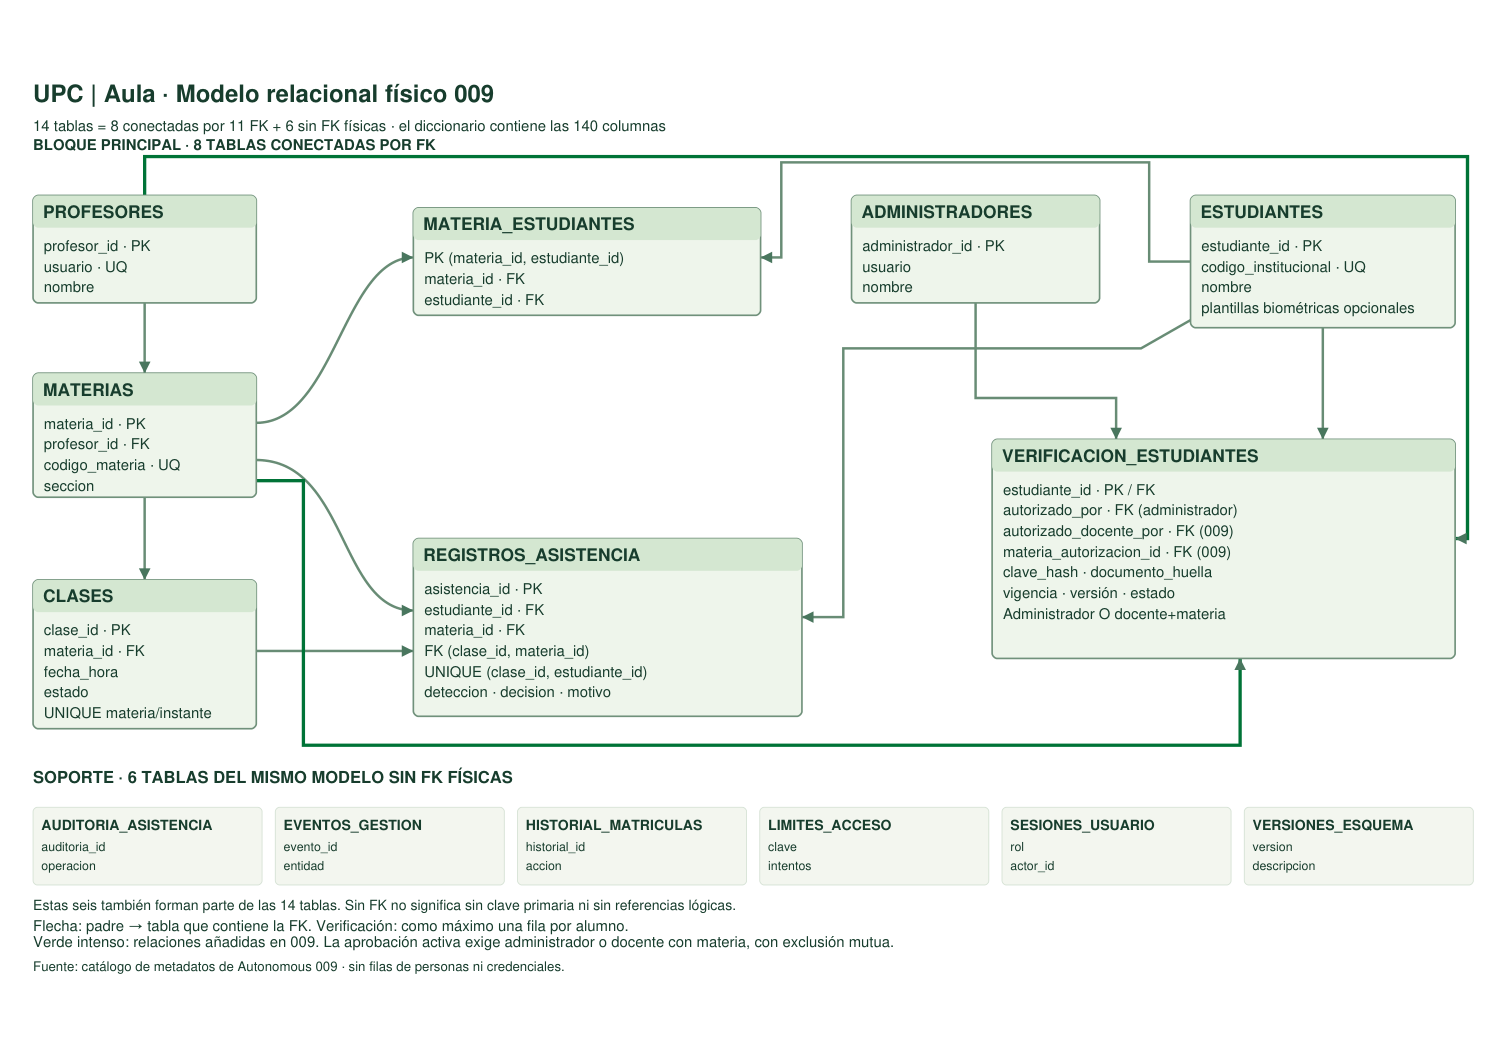 UPC | Aula · Modelo relacional físico 009
14 tablas = 8 conectadas por 11 FK + 6 sin FK físicas · el diccionario contiene las 140 columnas
BLOQUE PRINCIPAL · 8 TABLAS CONECTADAS POR FK
PROFESORES
profesor_id · PK
usuario · UQ
nombre
MATERIA_ESTUDIANTES
PK (materia_id, estudiante_id)
materia_id · FK
estudiante_id · FK
ADMINISTRADORES
administrador_id · PK
usuario
nombre
ESTUDIANTES
estudiante_id · PK
codigo_institucional · UQ
nombre
plantillas biométricas opcionales
MATERIAS
materia_id · PK
profesor_id · FK
codigo_materia · UQ
seccion
VERIFICACION_ESTUDIANTES
estudiante_id · PK / FK
autorizado_por · FK (administrador)
autorizado_docente_por · FK (009)
materia_autorizacion_id · FK (009)
clave_hash · documento_huella
vigencia · versión · estado
Administrador O docente+materia
REGISTROS_ASISTENCIA
asistencia_id · PK
estudiante_id · FK
materia_id · FK
FK (clase_id, materia_id)
UNIQUE (clase_id, estudiante_id)
deteccion · decision · motivo
CLASES
clase_id · PK
materia_id · FK
fecha_hora
estado
UNIQUE materia/instante
SOPORTE · 6 TABLAS DEL MISMO MODELO SIN FK FÍSICAS
AUDITORIA_ASISTENCIA
auditoria_id
operacion
EVENTOS_GESTION
evento_id
entidad
HISTORIAL_MATRICULAS
historial_id
accion
LIMITES_ACCESO
clave
intentos
SESIONES_USUARIO
rol
actor_id
VERSIONES_ESQUEMA
version
descripcion
Estas seis también forman parte de las 14 tablas. Sin FK no significa sin clave primaria ni sin referencias lógicas.
Flecha: padre → tabla que contiene la FK. Verificación: como máximo una fila por alumno.
Verde intenso: relaciones añadidas en 009. La aprobación activa exige administrador o docente con materia, con exclusión mutua.
Fuente: catálogo de metadatos de Autonomous 009 · sin filas de personas ni credenciales.